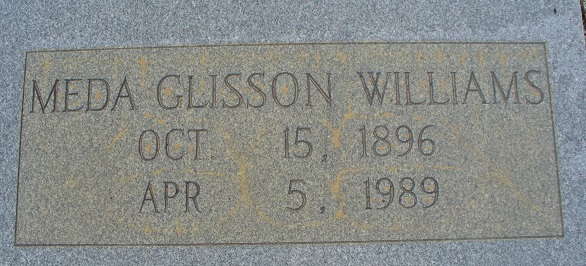 MEDA GLISSON WILLIAMS
OCT. 15, 1896
APR. 5, 1989